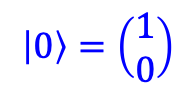 |0⟩ = (1
0)